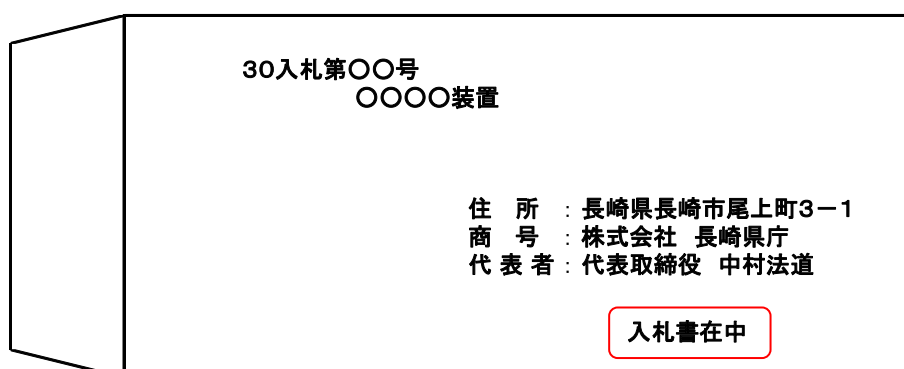 30入札第〇〇号
〇〇〇〇装置
住　所　：長崎県長崎市尾上町3－1
商　号　：株式会社　長崎県庁
代 表 者：代表取締役　中村法道
入札書在中